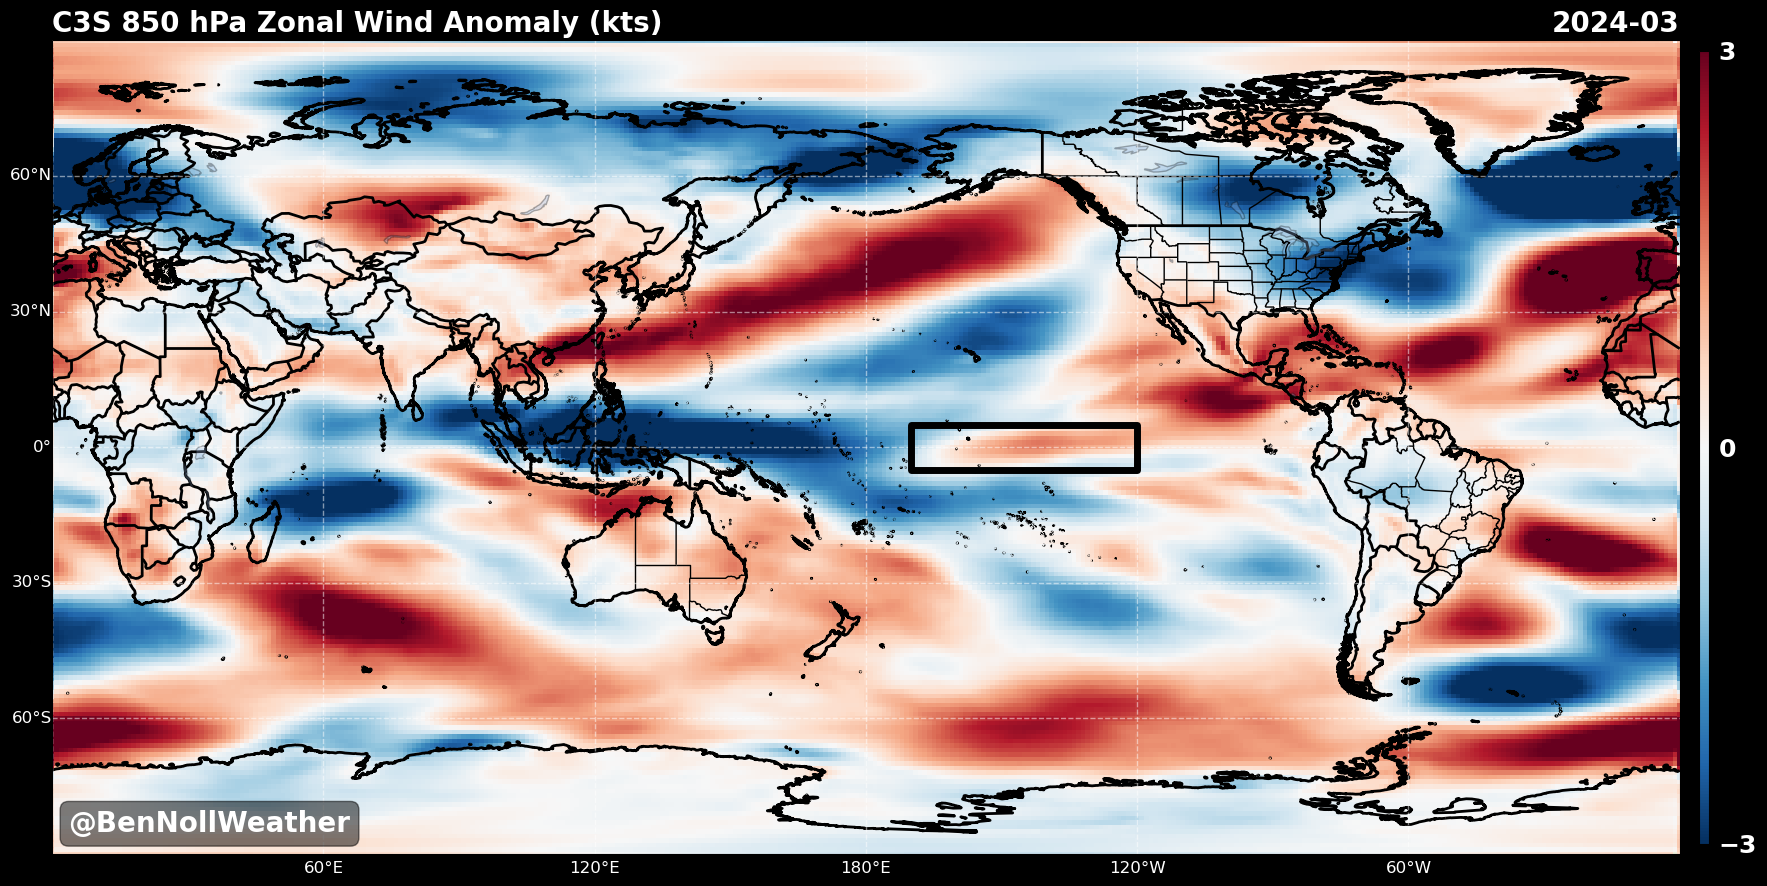 C3S 850 hPa Zonal Wind Anomaly (kts)
2024-03
3
60°N
30°N
0°
0
30°S
60°S
@BenNollWeather
−3
60°E
120°E
180°E
120°W
60°W